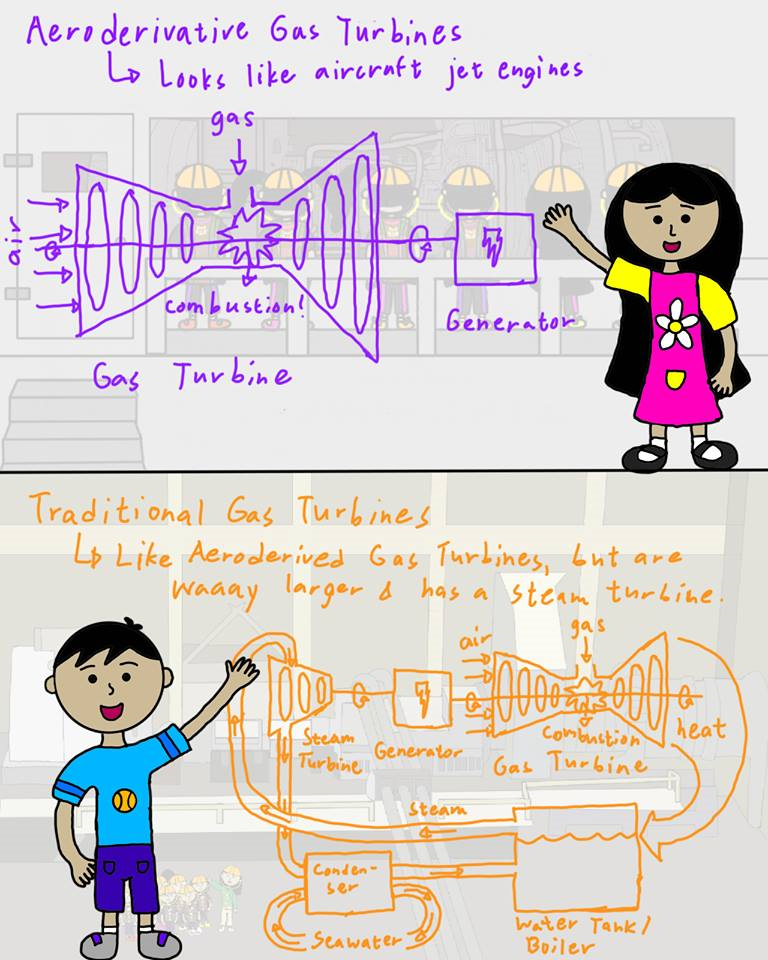 Aeroderivative Gas Turbines
↳ Looks like aircraft jet engines
gas
air
combustion!
Generator
Gas Turbine
Traditional Gas Turbines
↳ Like Aeroderived Gas Turbines, but are
waaay larger & has a steam turbine.
gas
air
Steam
Turbine
Generator
combustion
Gas Turbine
heat
steam
Conden-
ser
Seawater
Water Tank/
Boiler